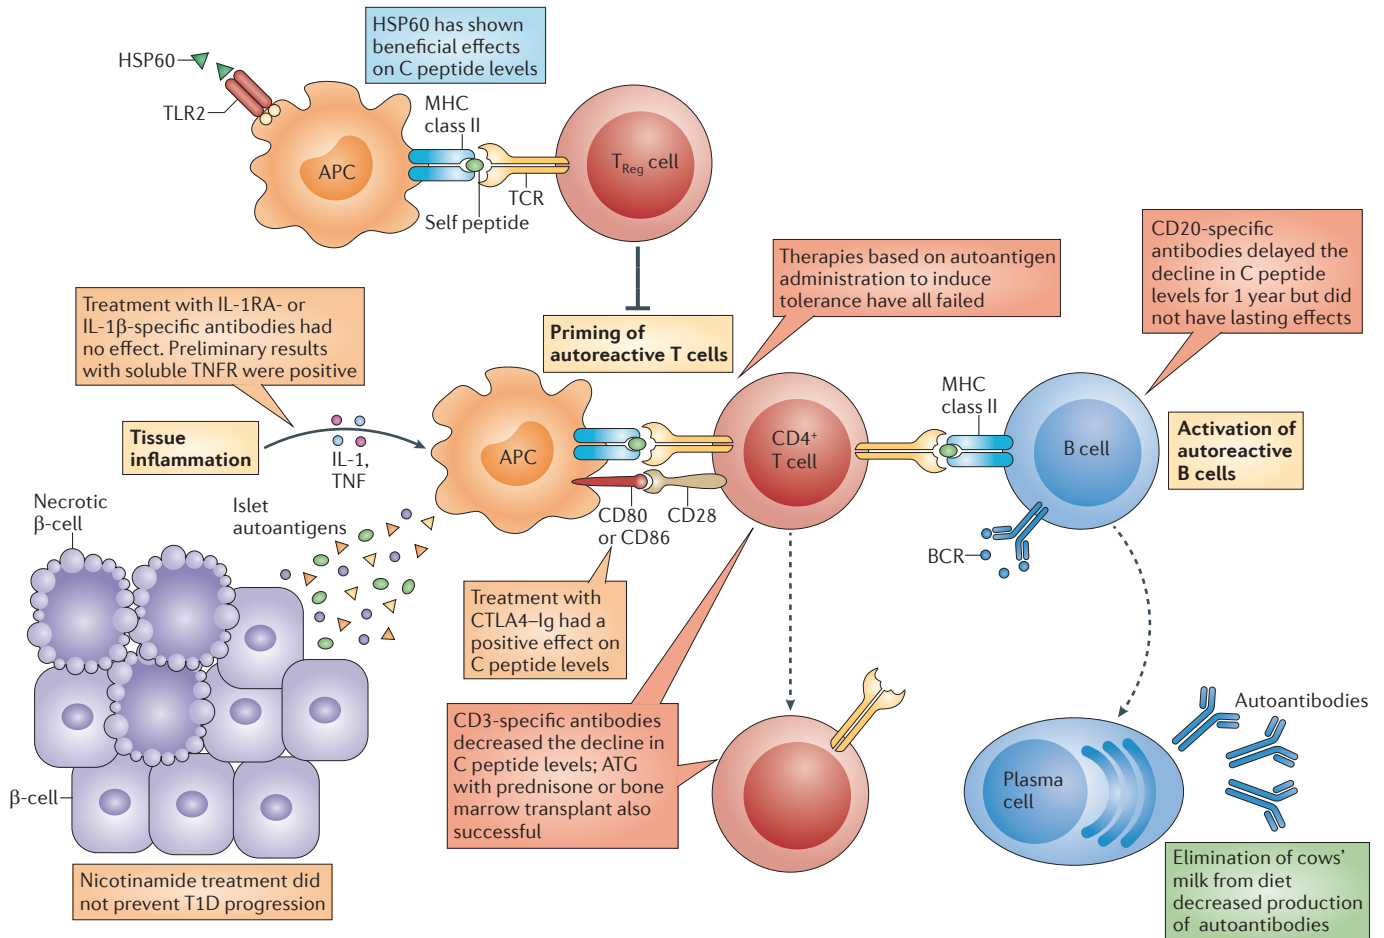 HSP60
TLR2
HSP60 has shown
beneficial effects
on C peptide levels
MHC
class II
APC
TReg cell
TCR
Self peptide
CD20-specific
antibodies delayed the
decline in C peptide
levels for 1 year but did
not have lasting effects
Therapies based on autoantigen
administration to induce
tolerance have all failed
Treatment with IL-1RA- or
IL-1β-specific antibodies had
no effect. Preliminary results
with soluble TNFR were positive
Priming of
autoreactive T cells
Tissue
inflammation
IL-1,
TNF
APC
CD4+
T cell
MHC
class II
B cell
Activation of
autoreactive
B cells
Necrotic
β-cell
Islet
autoantigens
CD80
or CD86
CD28
BCR
Treatment with
CTLA4–Ig had a
positive effect on
C peptide levels
CD3-specific antibodies
decreased the decline in
C peptide levels; ATG
with prednisone or bone
marrow transplant also
successful
Autoantibodies
Plasma
cell
β-cell
Nicotinamide treatment did
not prevent T1D progression
Elimination of cows’
milk from diet
decreased production
of autoantibodies